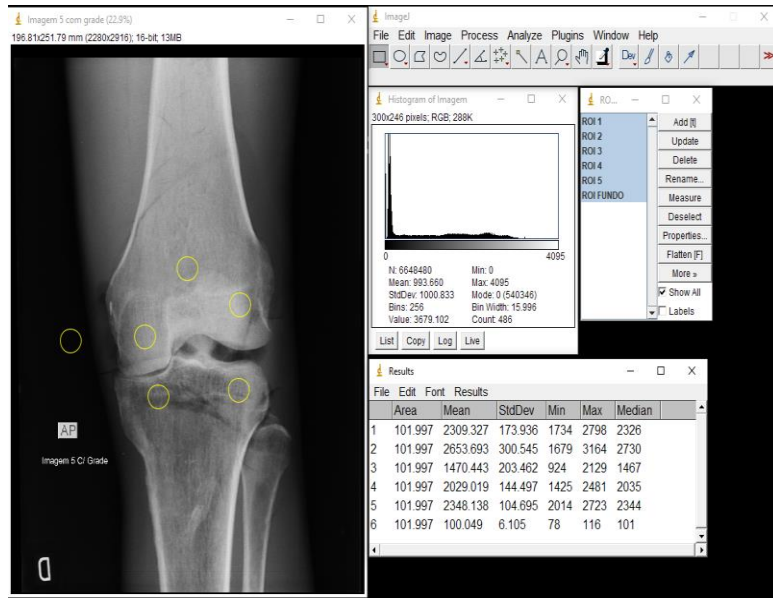 Imagem 5 com grade (22,9%)
196.81x251.79 mm (2280x2916); 16-bit; 13MB
AP
Imagem 5 C/ Grade
D
ImageJ
File Edit Image Process Analyze Plugins Window Help
Dev
Histogram of Imagem
300x246 pixels; RGB; 288K
0 4095
N: 6648480 Min: 0
Mean: 993.660 Max: 4095
StdDev: 1000.833 Mode: 0 (540346)
Bins: 256 Bin Width: 15.996
Value: 3679.102 Count: 486
List Copy Log Live
RO...
ROI 1
ROI 2
ROI 3
ROI 4
ROI 5
ROI FUNDO
Add [t]
Update
Delete
Rename...
Measure
Deselect
Properties...
Flatten [F]
More »
Show All
Labels
Results
File Edit Font Results
Area Mean StdDev Min Max Median
1 101.997 2309.327 173.936 1734 2798 2326
2 101.997 2653.693 300.545 1679 3164 2730
3 101.997 1470.443 203.462 924 2129 1467
4 101.997 2029.019 144.497 1425 2481 2035
5 101.997 2348.138 104.695 2014 2723 2344
6 101.997 100.049 6.105 78 116 101